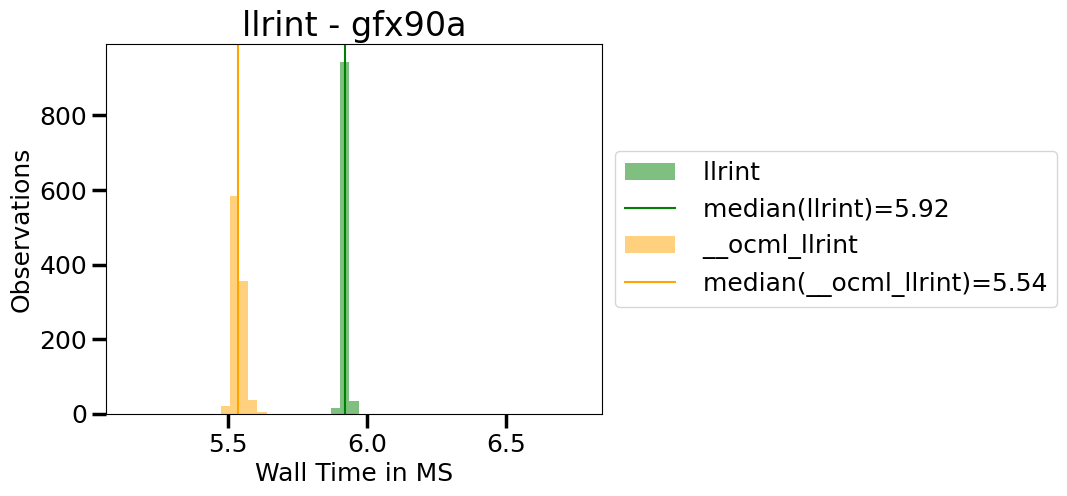 llrint - gfx90a
Observations
800
600
400
200
0
5.5
6.0
6.5
Wall Time in MS
llrint
median(llrint)=5.92
__ocml_llrint
median(__ocml_llrint)=5.54